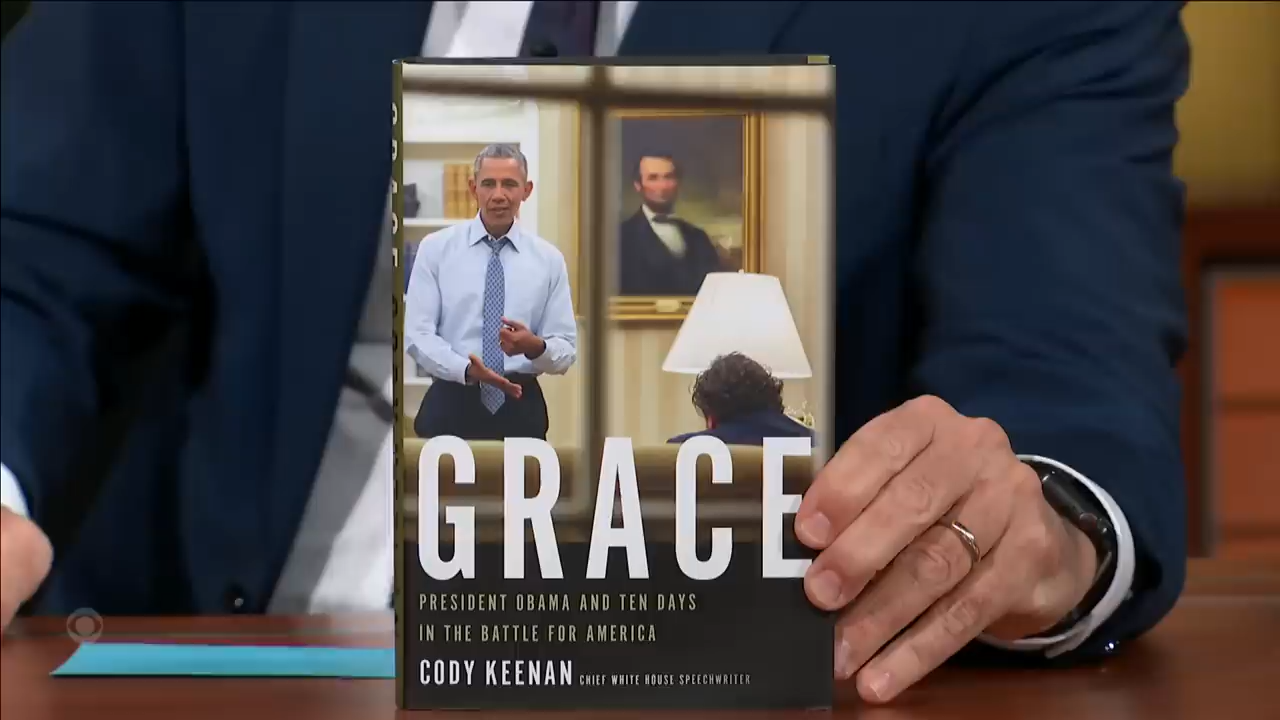 GRACE
PRESIDENT OBAMA AND TEN DAYS
IN THE BATTLE FOR AMERICA
CODY KEENAN CHIEF WHITE HOUSE SPEECHWRITER